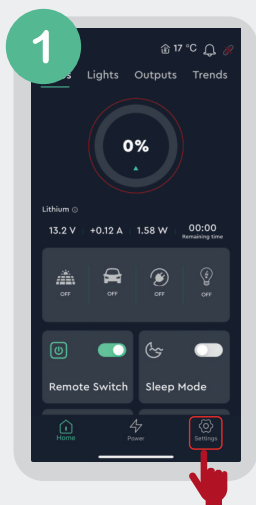 1
17 °C
Lights Outputs Trends
0%
Lithium
13.2 V +0.12 A 1.58 W 00:00
Remaining time
OFF OFF OFF OFF
Remote Switch Sleep Mode
Home Power Settings